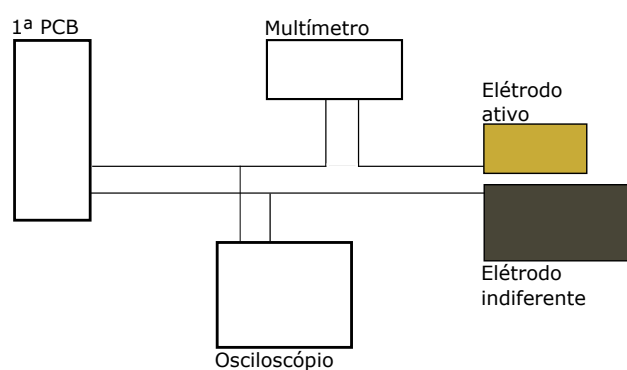 1ª PCB
Multímetro
Elétrodo
ativo
Elétrodo
indiferente
Osciloscópio